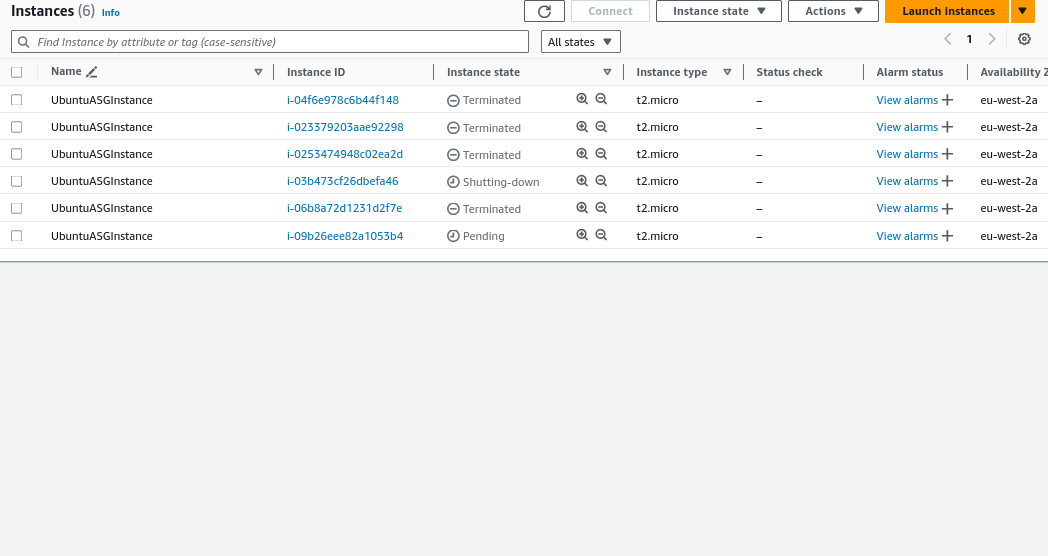 Instances (6) Info
Connect Instance state Actions Launch instances
Find Instance by attribute or tag (case-sensitive) All states 1
Name Instance ID Instance state Instance type Status check Alarm status Availability Z
UbuntuASGInstance i-04f6e978c6b44f148 Terminated t2.micro – View alarms + eu-west-2a
UbuntuASGInstance i-023379203aae92298 Terminated t2.micro – View alarms + eu-west-2a
UbuntuASGInstance i-0253474948c02ea2d Terminated t2.micro – View alarms + eu-west-2a
UbuntuASGInstance i-03b473cf26dbefa46 Shutting-down t2.micro – View alarms + eu-west-2a
UbuntuASGInstance i-06b8a72d1231d2f7e Terminated t2.micro – View alarms + eu-west-2a
UbuntuASGInstance i-09b26eee82a1053b4 Pending t2.micro – View alarms + eu-west-2a